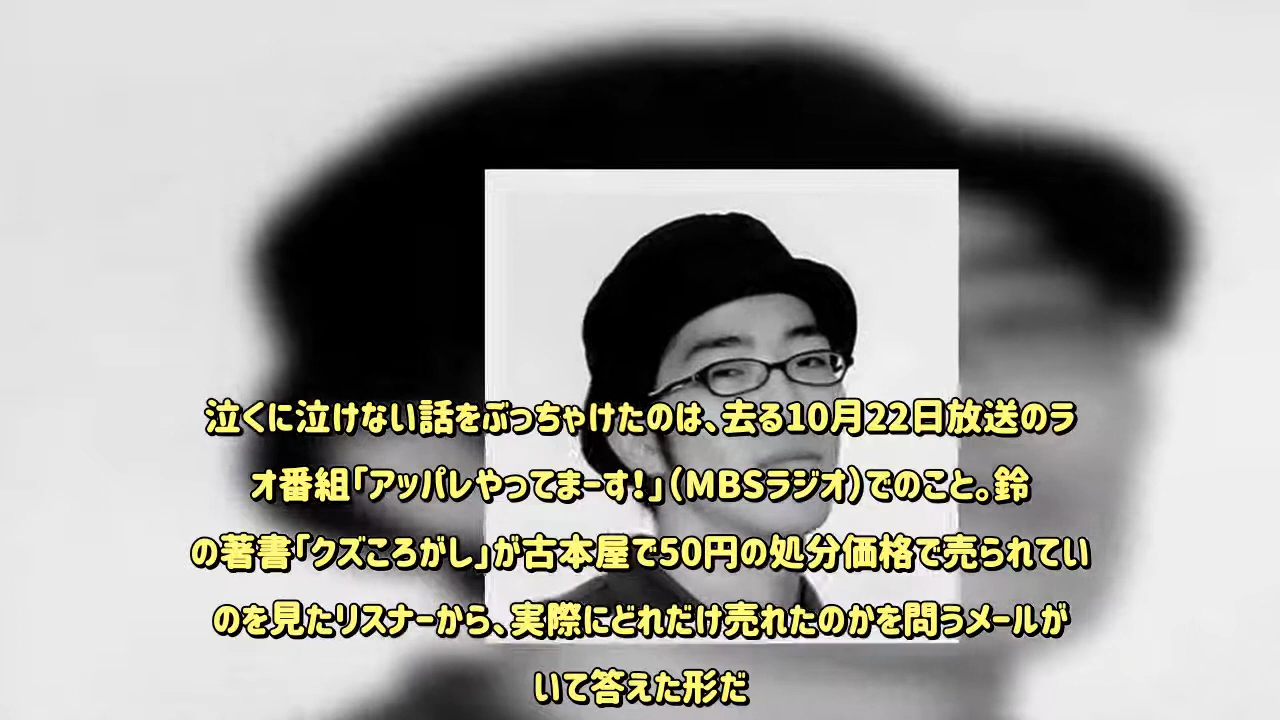 泣くに泣けない話をぶっちゃけたのは、去る10月22日放送のラ
オ番組「アッパレやってまーす!」(MBSラジオ)でのこと。鈴
の著書「クズころがし」が古本屋で50円の処分価格で売られてい
のを見たリスナーから、実際にどれだけ売れたのかを問うメールが
いて答えた形だ